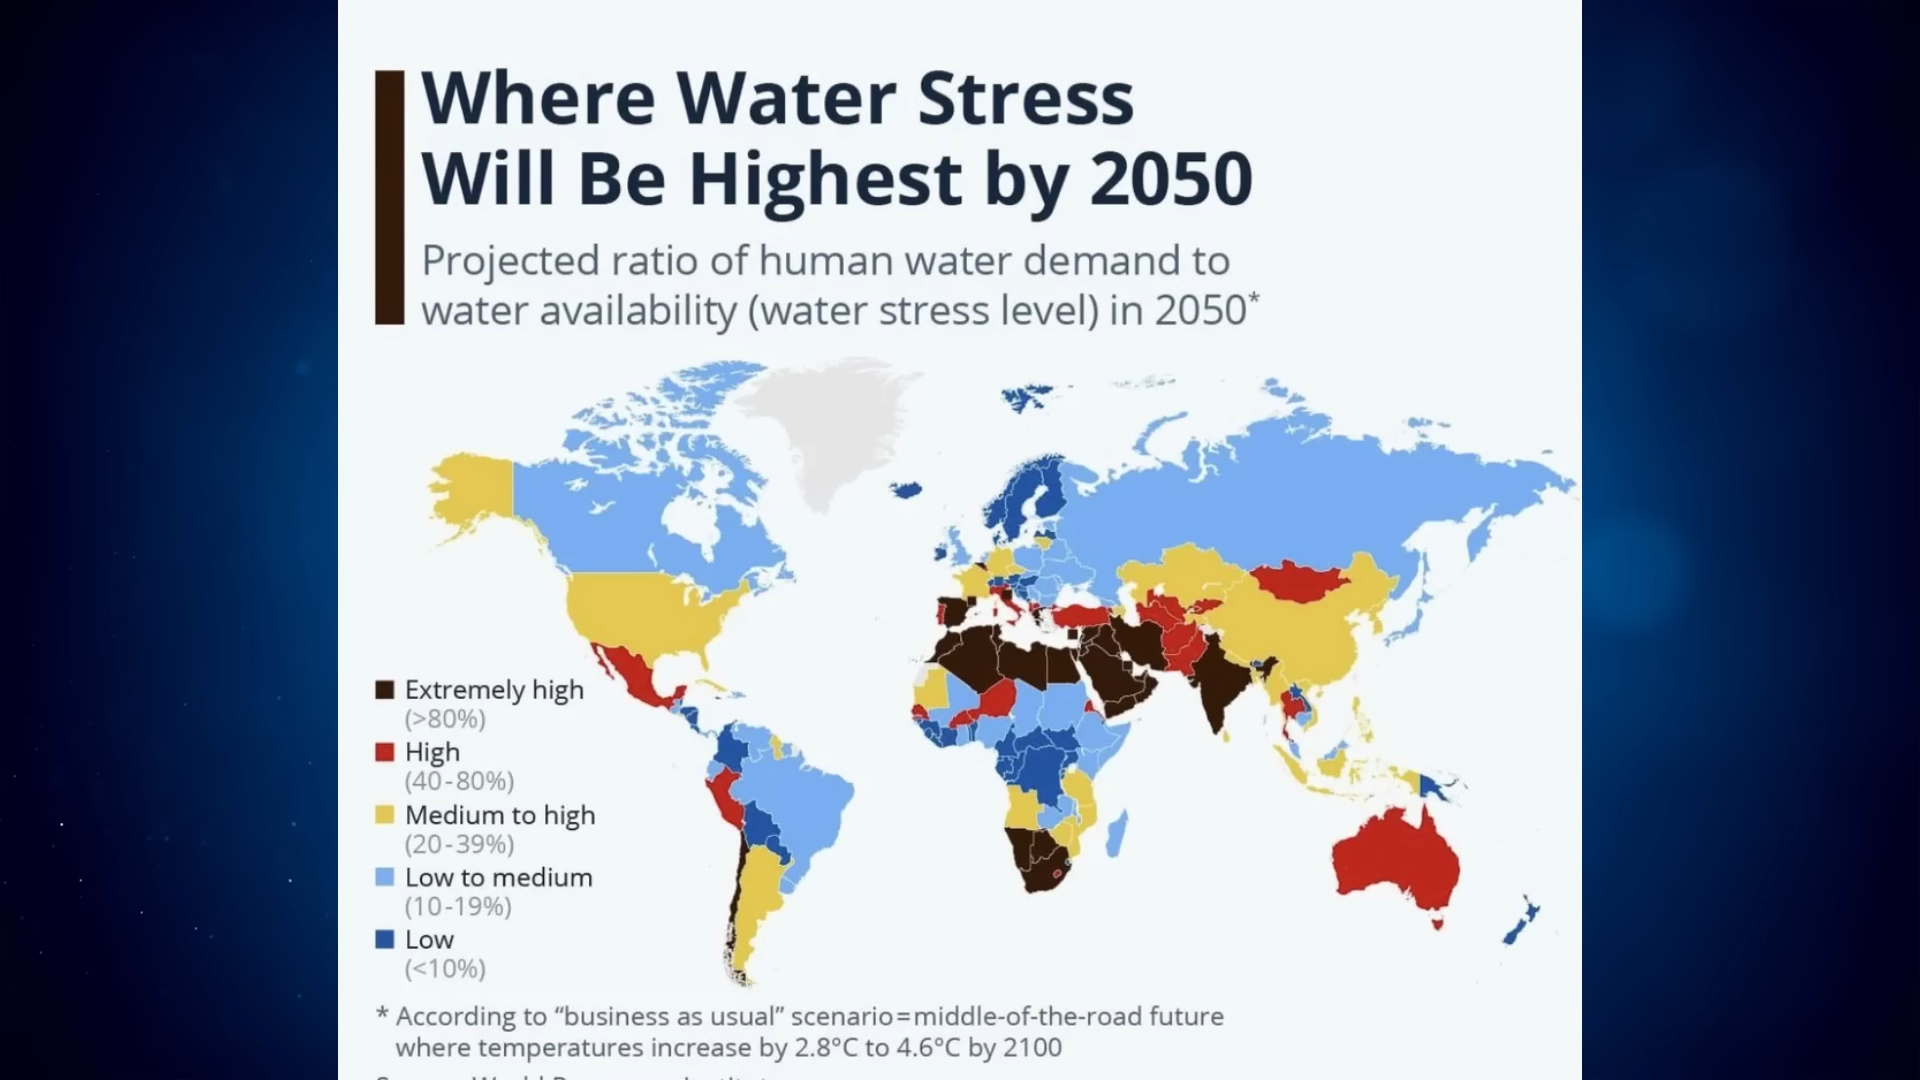 Where Water Stress
Will Be Highest by 2050
Projected ratio of human water demand to
water availability (water stress level) in 2050*
Extremely high
(>80%)
High
(40-80%)
Medium to high
(20-39%)
Low to medium
(10-19%)
Low
(<10%)
* According to “business as usual” scenario=middle-of-the-road future
where temperatures increase by 2.8°C to 4.6°C by 2100